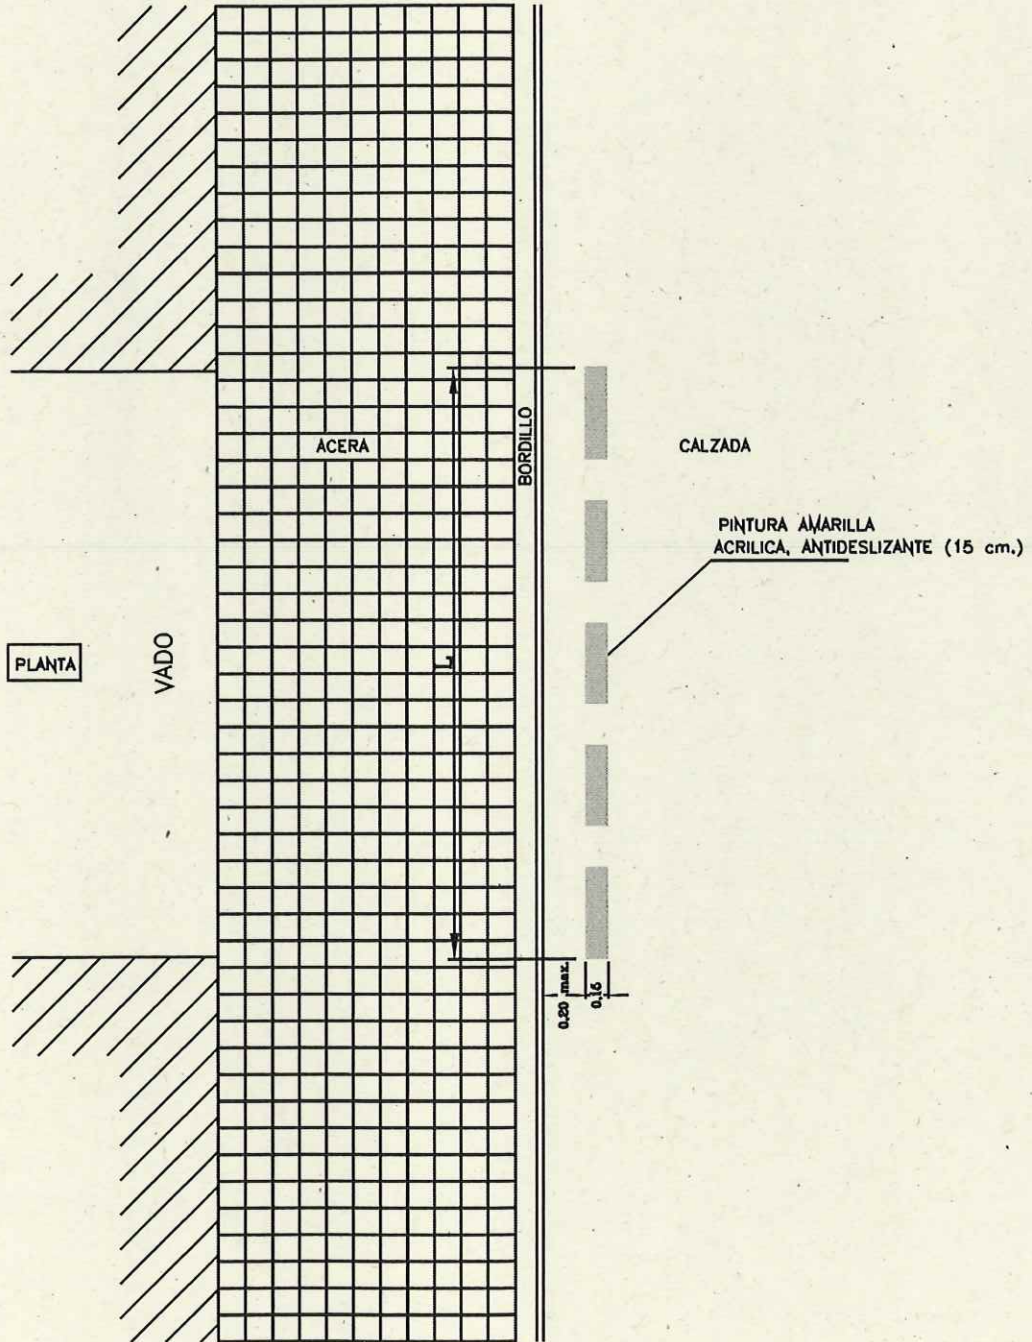 ACERA
BORDILLO
CALZADA
PINTURA AMARILLA
ACRILICA, ANTIDESLIZANTE (15 cm.)
PLANTA
VADO
L
0.20 max.
0.15